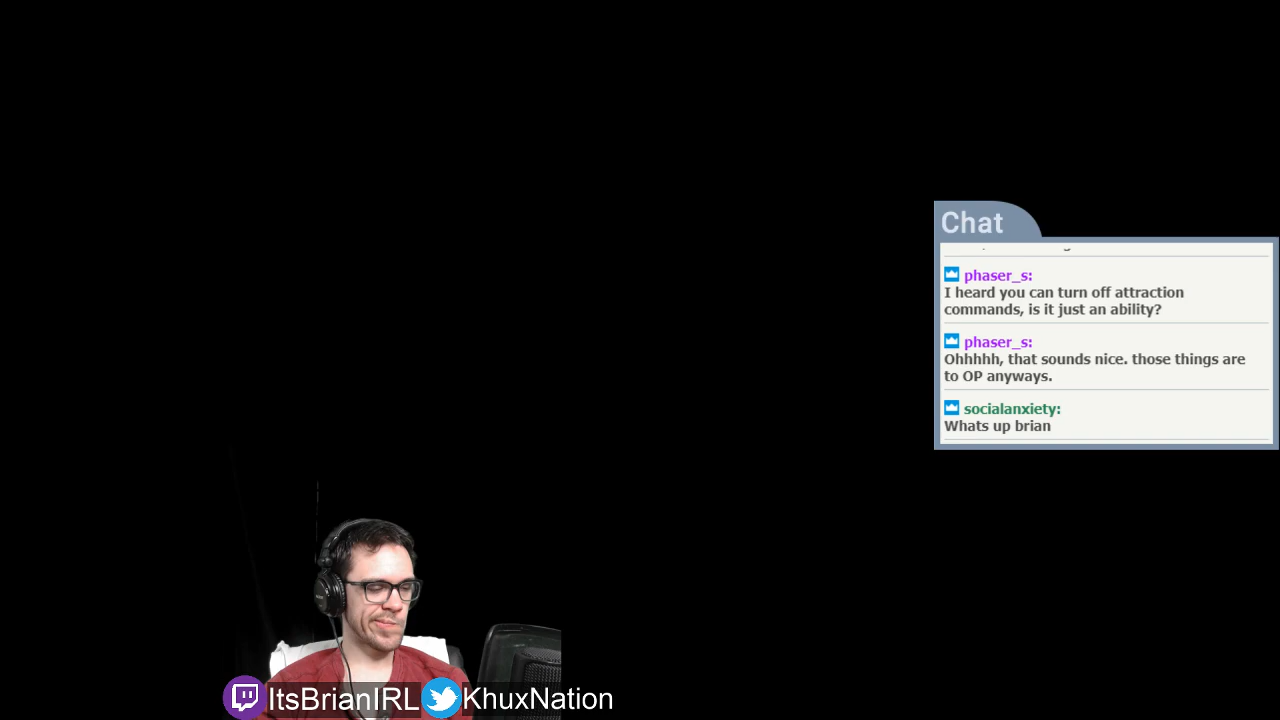 Chat
phaser_s:
I heard you can turn off attraction
commands, is it just an ability?
phaser_s:
Ohhhhh, that sounds nice. those things are
to OP anyways.
socialanxiety:
Whats up brian
ItsBrianIRL KhuxNation